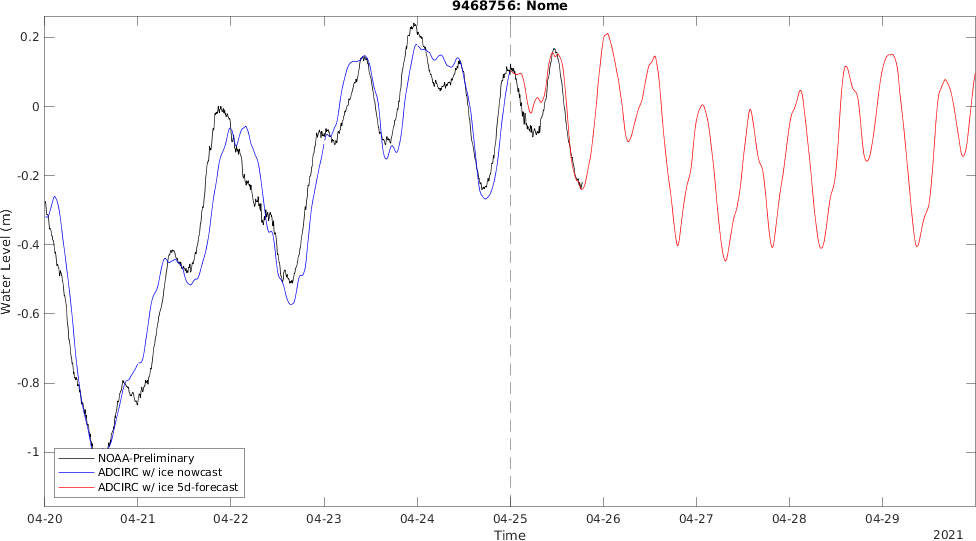 9468756: Nome
0.2
0
-0.2
-0.4
-0.6
-0.8
-1
Water Level (m)
NOAA-Preliminary
ADCIRC w/ ice nowcast
ADCIRC w/ ice 5d-forecast
04-20 04-21 04-22 04-23 04-24 04-25 04-26 04-27 04-28 04-29
Time
2021